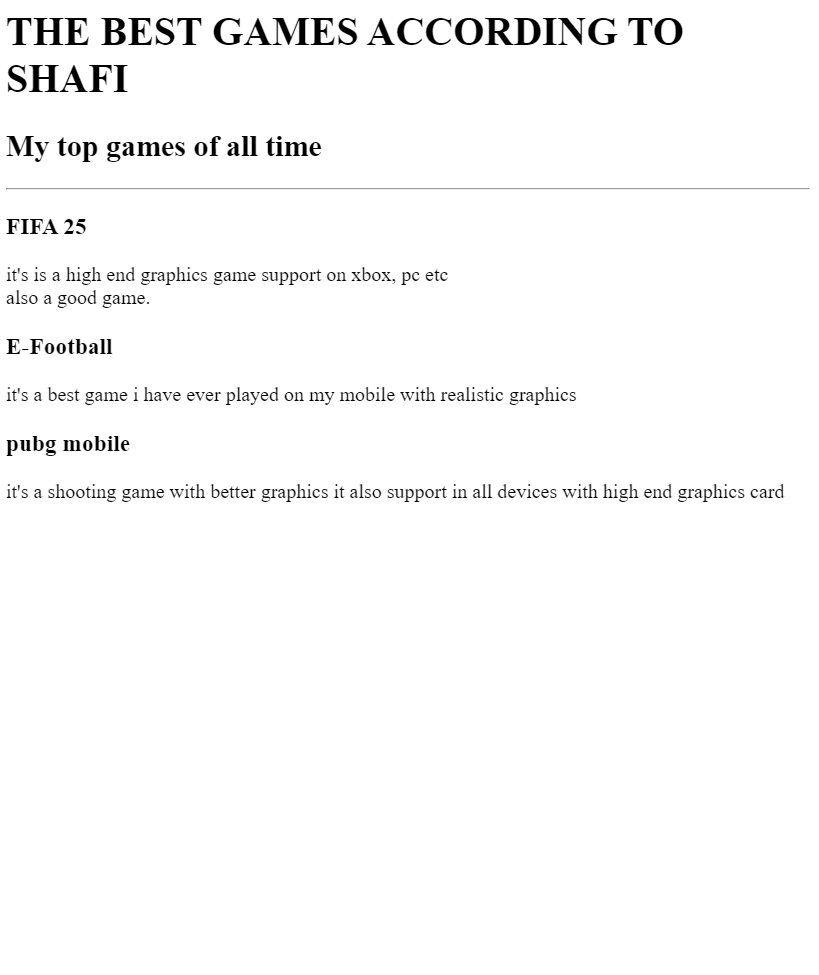 THE BEST GAMES ACCORDING TO
SHAFI
My top games of all time
FIFA 25
it's is a high end graphics game support on xbox, pc etc
also a good game.
E-Football
it's a best game i have ever played on my mobile with realistic graphics
pubg mobile
it's a shooting game with better graphics it also support in all devices with high end graphics card